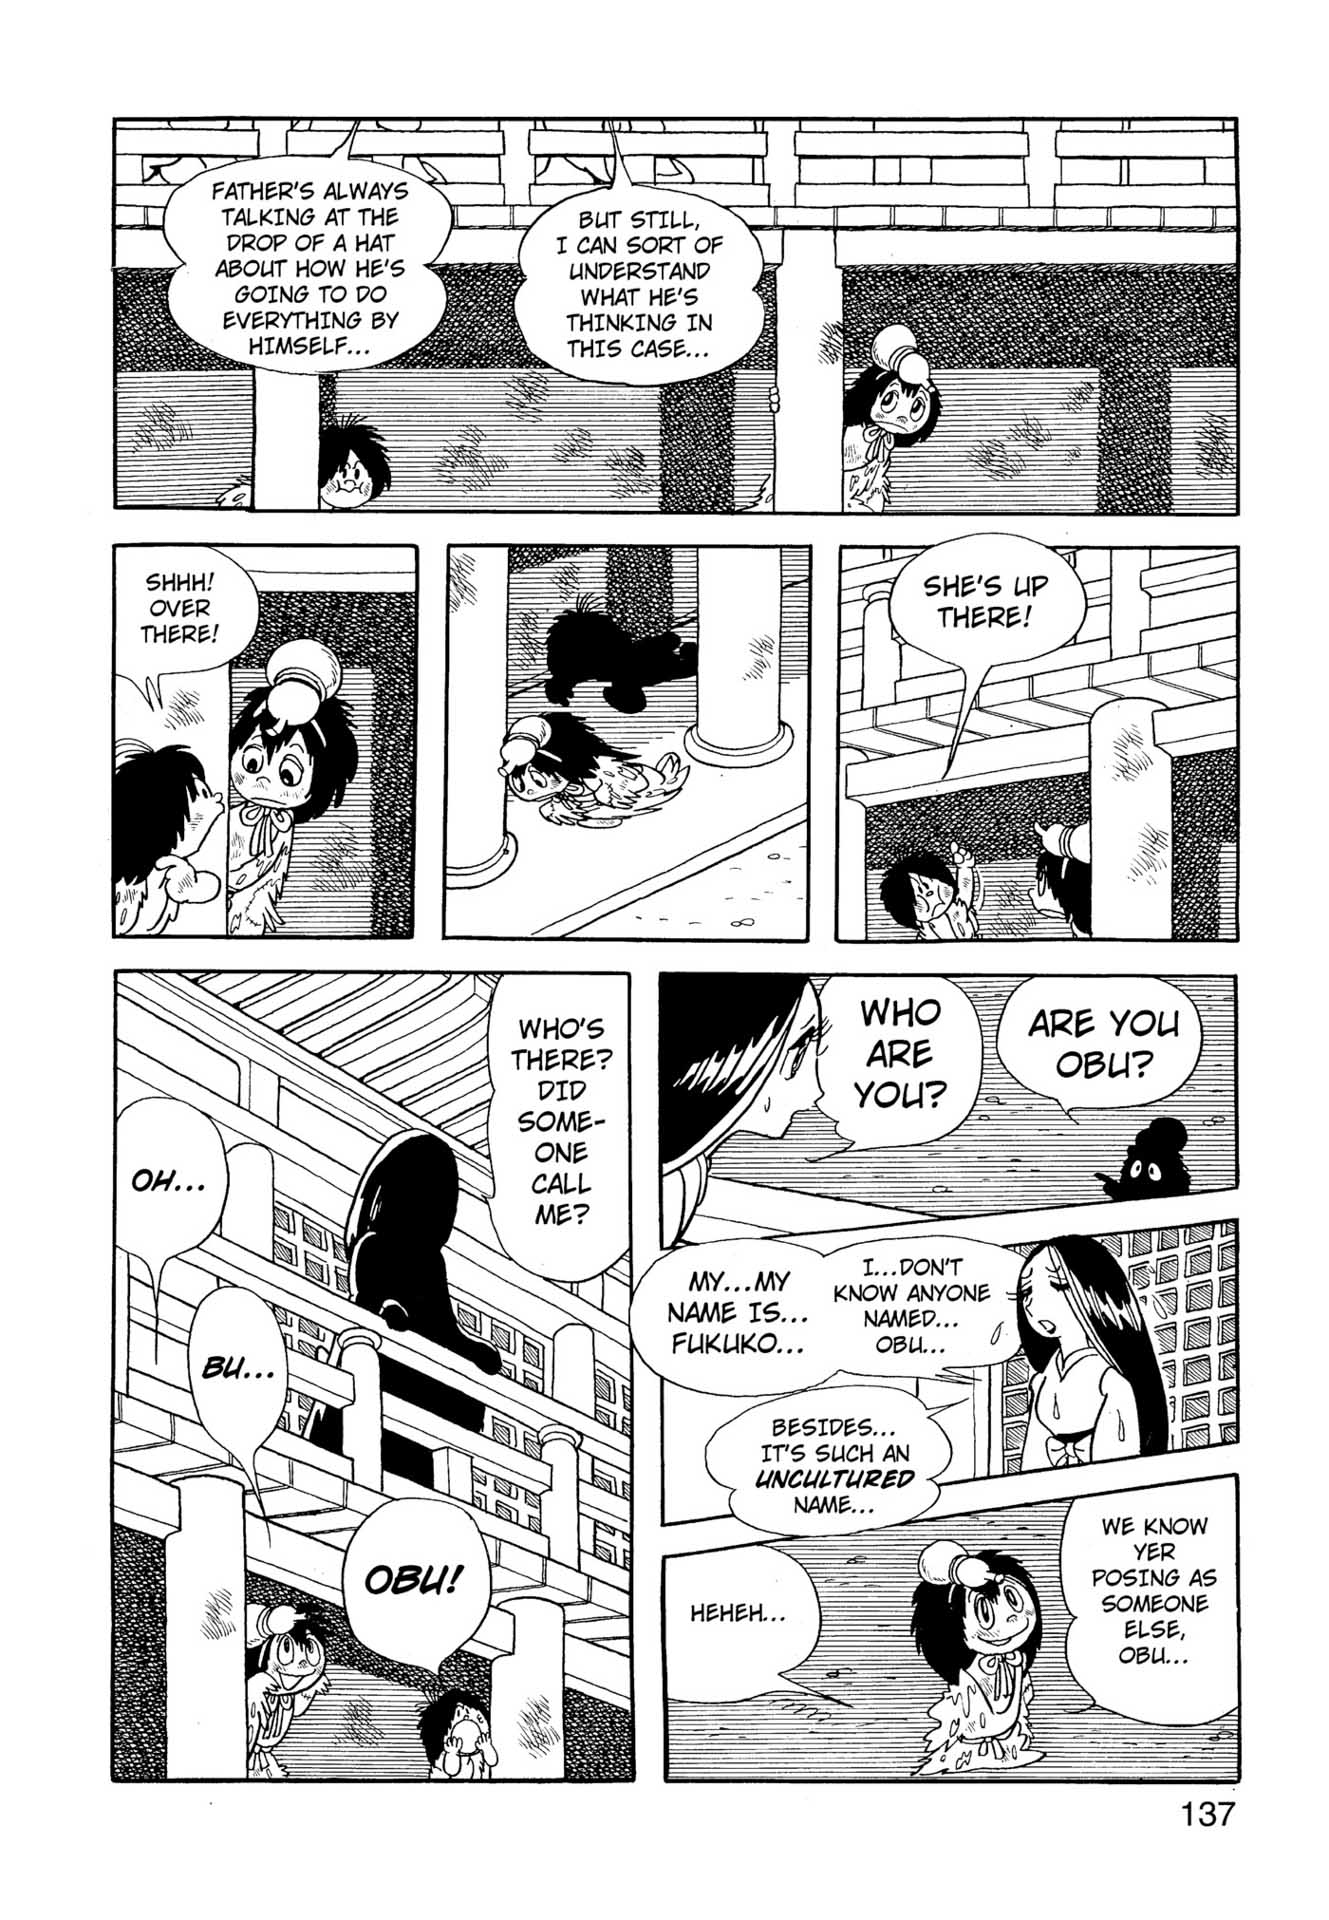 FATHER'S ALWAYS
TALKING AT THE
DROP OF A HAT
ABOUT HOW HE'S
GOING TO DO
EVERYTHING BY
HIMSELF...
BUT STILL,
I CAN SORT OF
UNDERSTAND
WHAT HE'S
THINKING IN
THIS CASE...
SHHH!
OVER
THERE!
SHE'S UP
THERE!
WHO'S
THERE?
DID
SOME-
ONE
CALL
ME?
OH...
BU...
OBU!
WHO
ARE
YOU?
ARE YOU
OBU?
MY...MY
NAME IS...
FUKUKO...
I...DON'T
KNOW ANYONE
NAMED...
OBU...
BESIDES...
IT'S SUCH AN
UNCULTURED
NAME...
HEHEH...
WE KNOW
YER
POSING AS
SOMEONE
ELSE,
OBU...
137